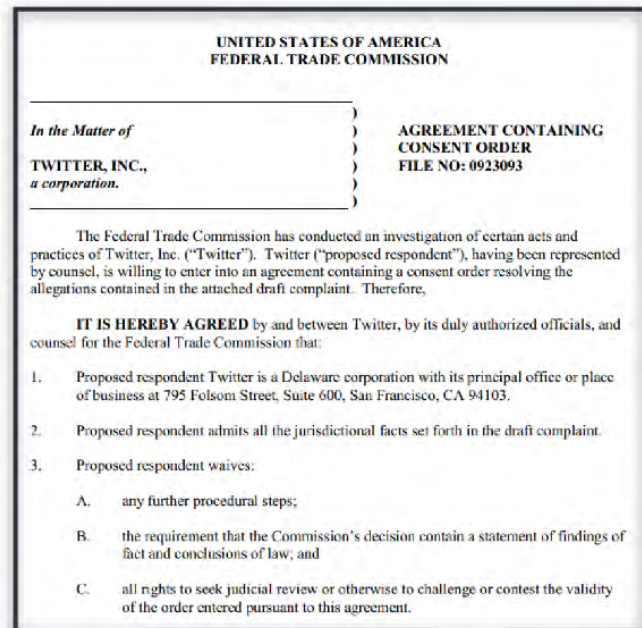 UNITED STATES OF AMERICA
FEDERAL TRADE COMMISSION
)
In the Matter of ) AGREEMENT CONTAINING
) CONSENT ORDER
TWITTER, INC., ) FILE NO: 0923093
a corporation. )
)
The Federal Trade Commission has conducted an investigation of certain acts and
practices of Twitter, Inc. (“Twitter”). Twitter (“proposed respondent”), having been represented
by counsel, is willing to enter into an agreement containing a consent order resolving the
allegations contained in the attached draft complaint. Therefore,
IT IS HEREBY AGREED by and between Twitter, by its duly authorized officials, and
counsel for the Federal Trade Commission that:
1. Proposed respondent Twitter is a Delaware corporation with its principal office or place
of business at 795 Folsom Street, Suite 600, San Francisco, CA 94103.
2. Proposed respondent admits all the jurisdictional facts set forth in the draft complaint.
3. Proposed respondent waives:
A. any further procedural steps;
B. the requirement that the Commission’s decision contain a statement of findings of
fact and conclusions of law; and
C. all rights to seek judicial review or otherwise to challenge or contest the validity
of the order entered pursuant to this agreement.